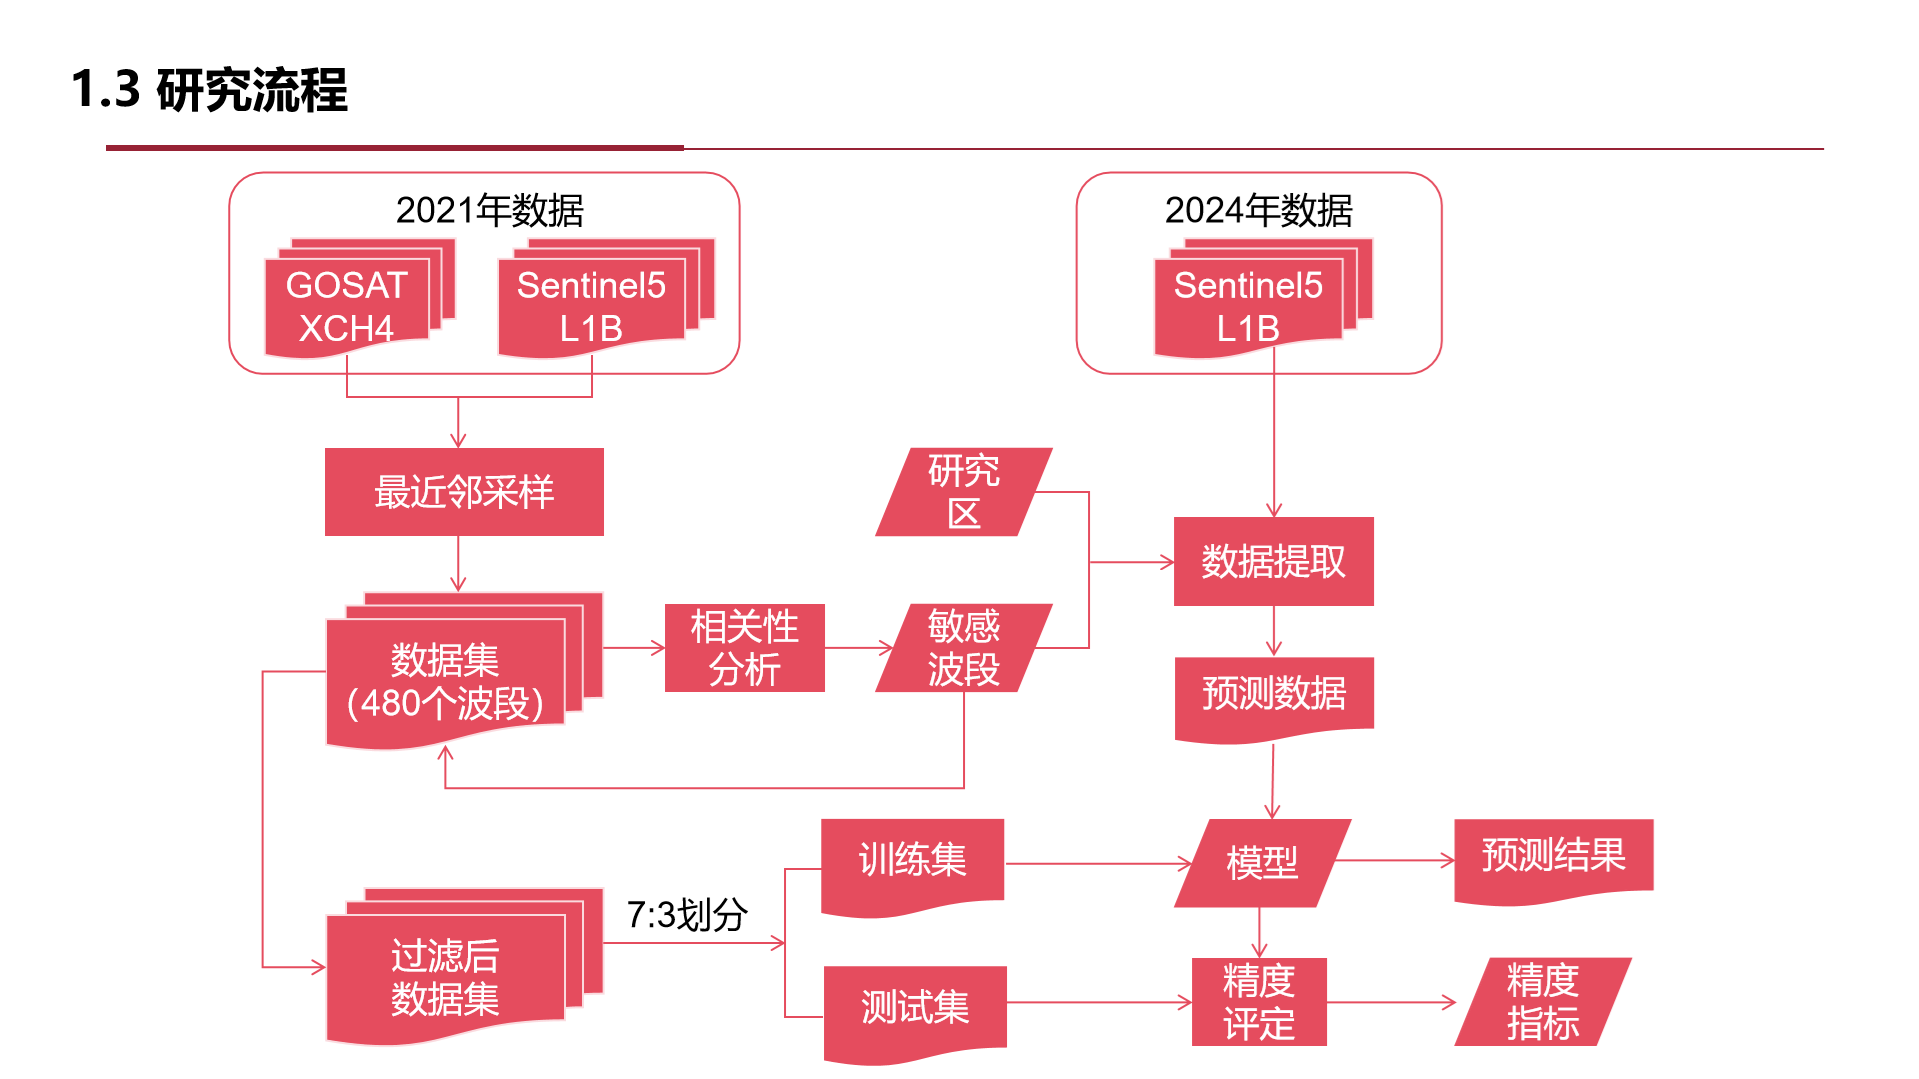 1.3 研究流程
2021年数据
GOSAT
XCH4
Sentinel5
L1B
2024年数据
Sentinel5
L1B
最近邻采样
研究
区
数据提取
数据集
（480个波段）
相关性
分析
敏感
波段
预测数据
训练集
模型
预测结果
7:3划分
过滤后
数据集
测试集
精度
评定
精度
指标